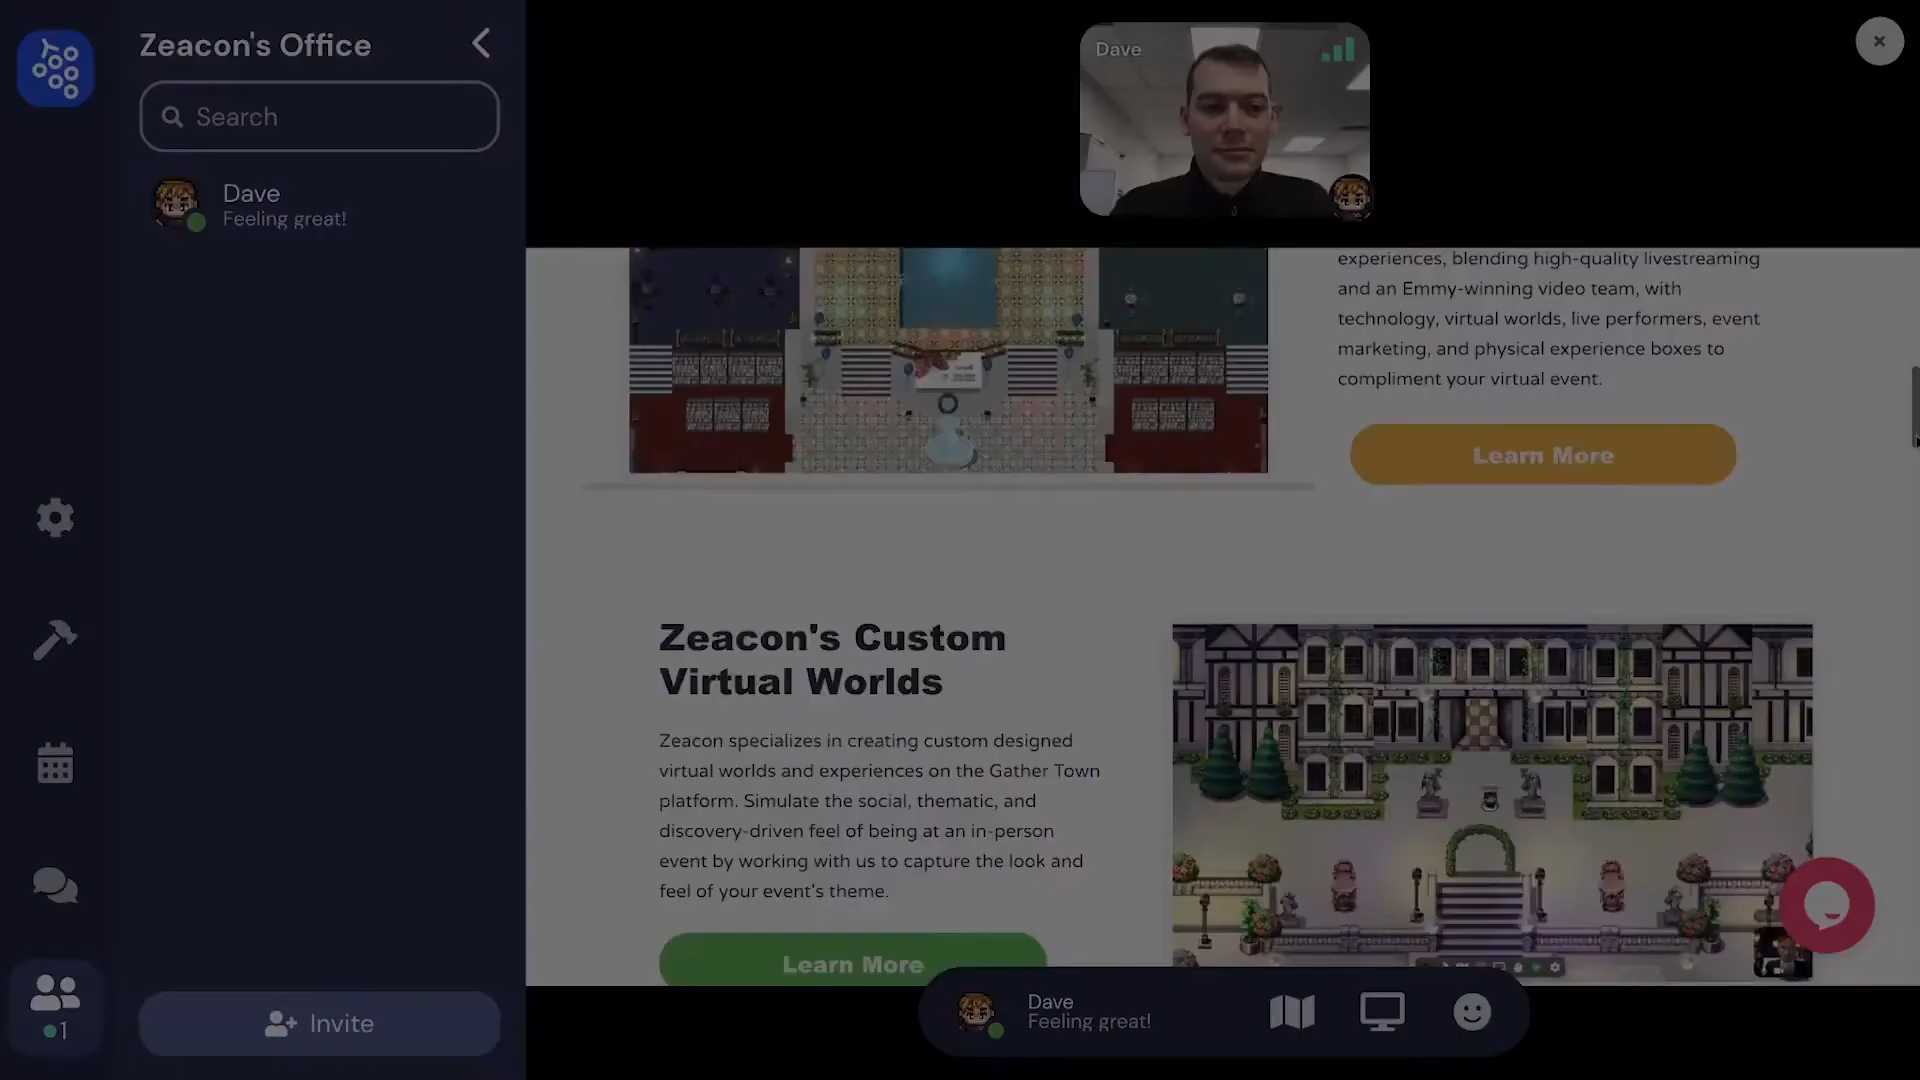 Zeacon's Office
Search
Dave
Feeling great!
1
Invite
Dave
experiences, blending high-quality livestreaming
and an Emmy-winning video team, with
technology, virtual worlds, live performers, event
marketing, and physical experience boxes to
compliment your virtual event.
Learn More
Zeacon's Custom
Virtual Worlds
Zeacon specializes in creating custom designed
virtual worlds and experiences on the Gather Town
platform. Simulate the social, thematic, and
discovery-driven feel of being at an in-person
event by working with us to capture the look and
feel of your event's theme.
Learn More
Dave
Feeling great!